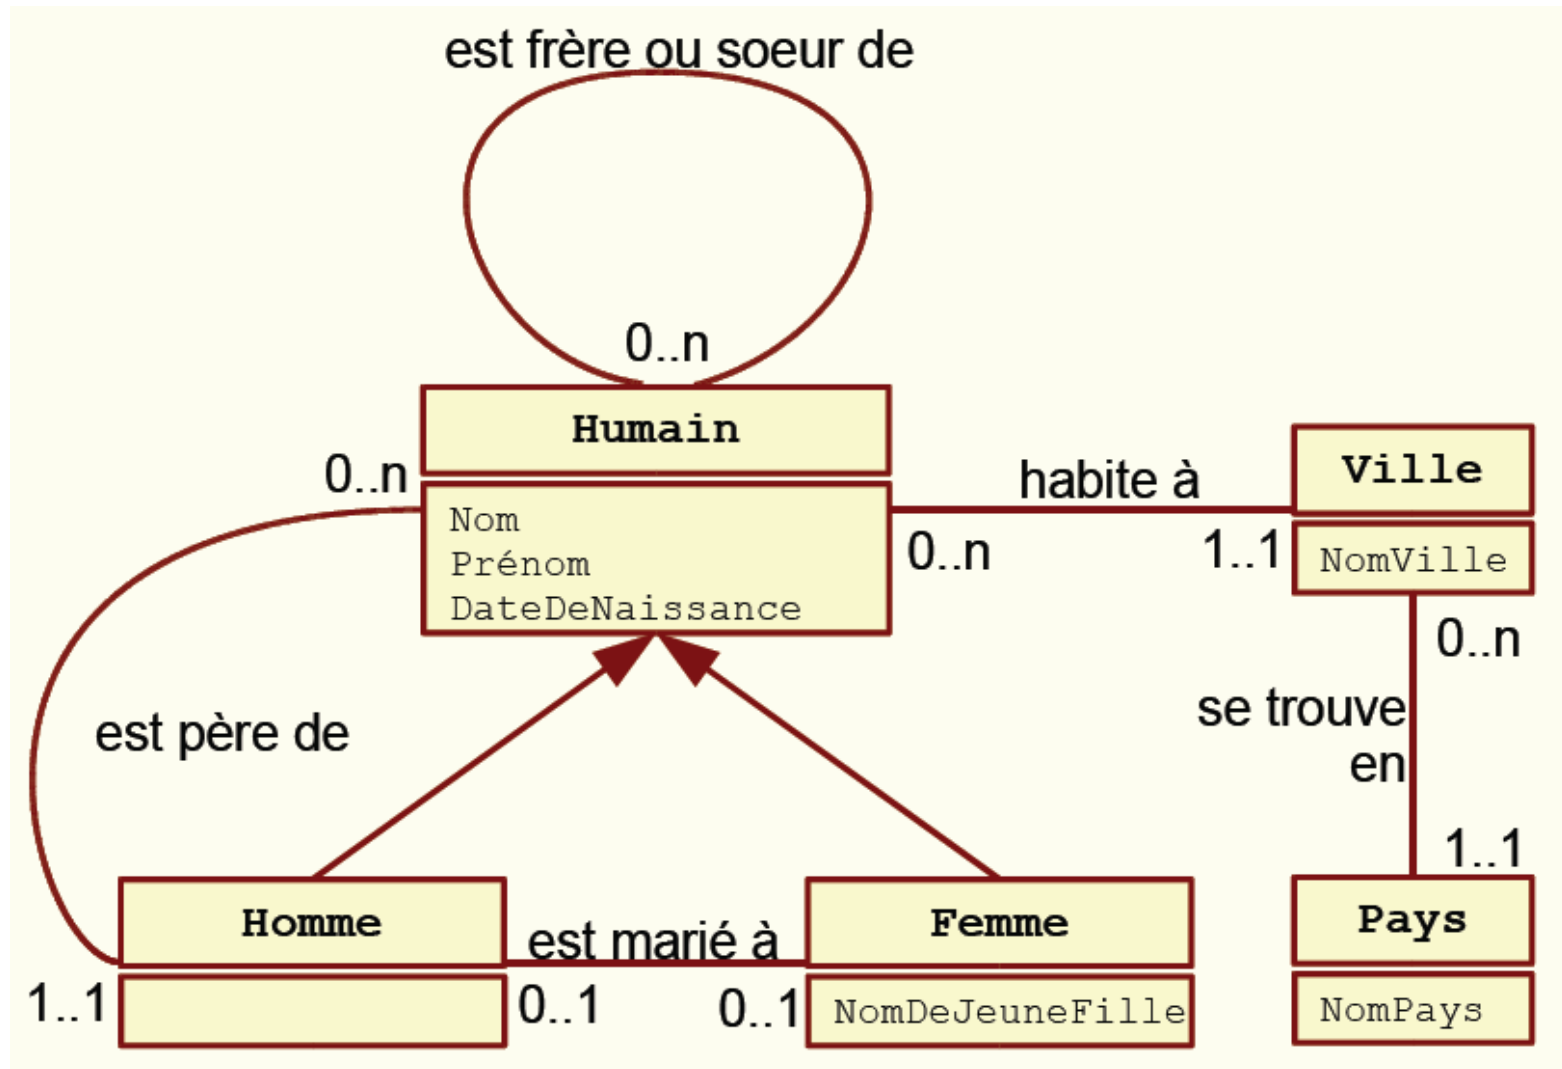 est frère ou soeur de
0..n
Humain
0..n
Nom
Prénom
DateDeNaissance
habite à
0..n
1..1
Ville
NomVille
0..n
se trouve
en
1..1
est père de
Homme
1..1
est marié à
0..1
0..1
Femme
NomDeJeuneFille
Pays
NomPays